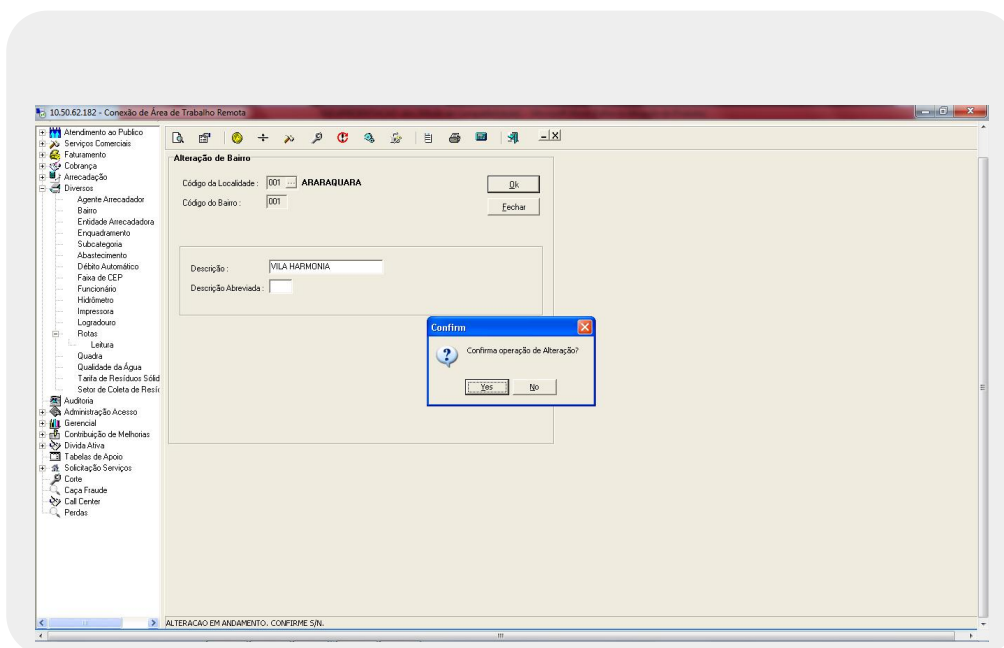 10.50.62.182 - Conexão de Área de Trabalho Remota
Atendimento ao Publico
Serviços Comerciais
Faturamento
Cobrança
Arrecadação
Diversos
Agente Arrecadador
Bairro
Entidade Arrecadadora
Enquadramento
Subcategoria
Abastecimento
Débito Automático
Faixa de CEP
Funcionário
Hidrômetro
Impressora
Logradouro
Rotas
Leitura
Quadra
Qualidade da Água
Tarifa de Resíduos Sólid
Setor de Coleta de Resíc
Auditoria
Administração Acesso
Gerencial
Contribuição de Melhorias
Divida Ativa
Tabelas de Apoio
Solicitação Serviços
Corte
Caça Fraude
Call Center
Perdas
Alteração de Bairro
Código da Localidade : 001 ... ARARAQUARA
Ok
Código do Bairro : 001
Fechar
Descrição : VILA HARMONIA
Descrição Abreviada :
Confirm
Confirma operação de Alteração?
Yes No
ALTERACAO EM ANDAMENTO. CONFIRME S/N.